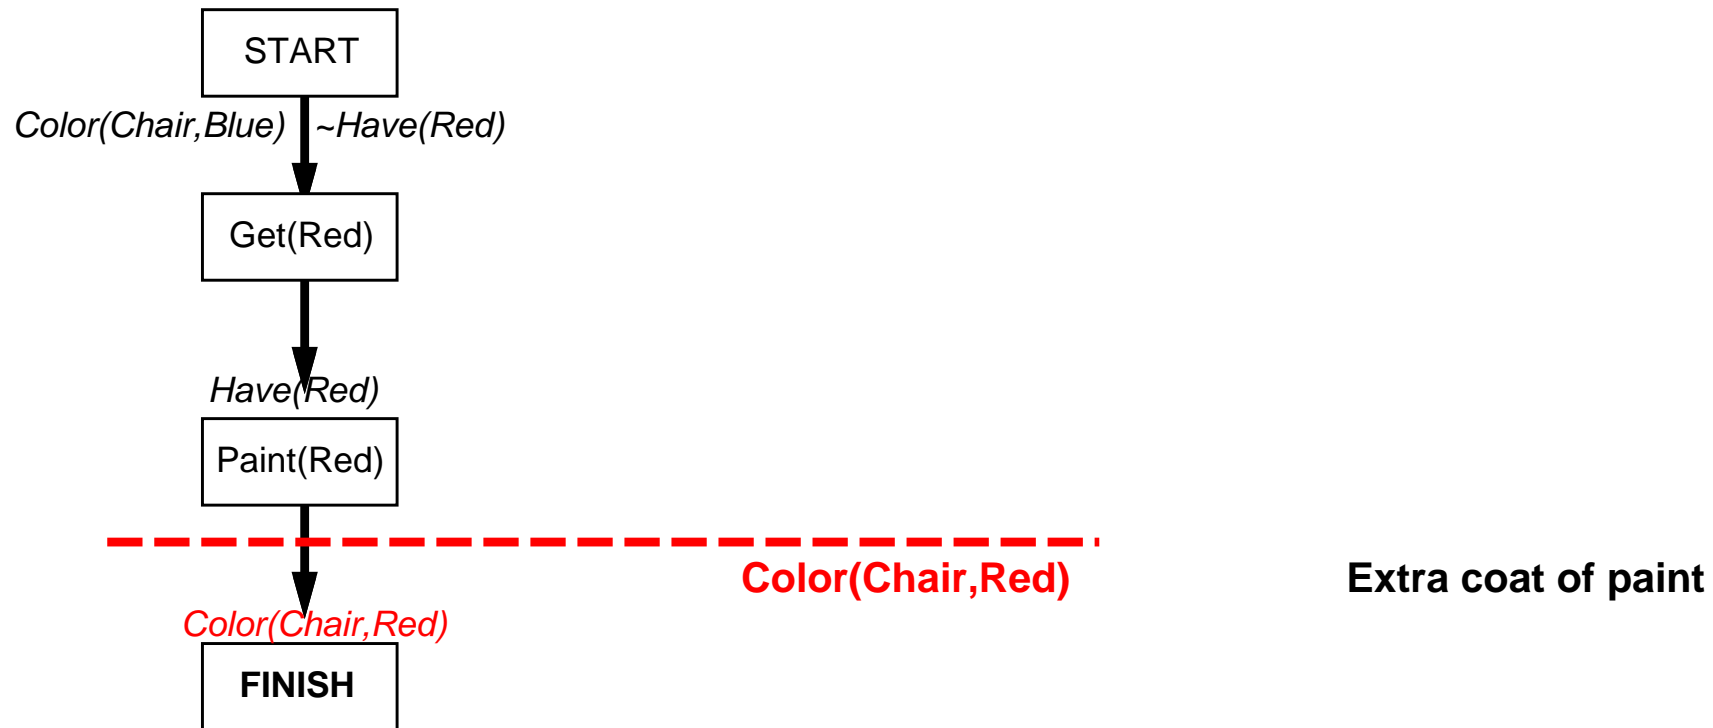 START
Color(Chair,Blue) ~Have(Red)
Get(Red)
Have(Red)
Paint(Red)
Color(Chair,Red) Extra coat of paint
Color(Chair,Red)
FINISH